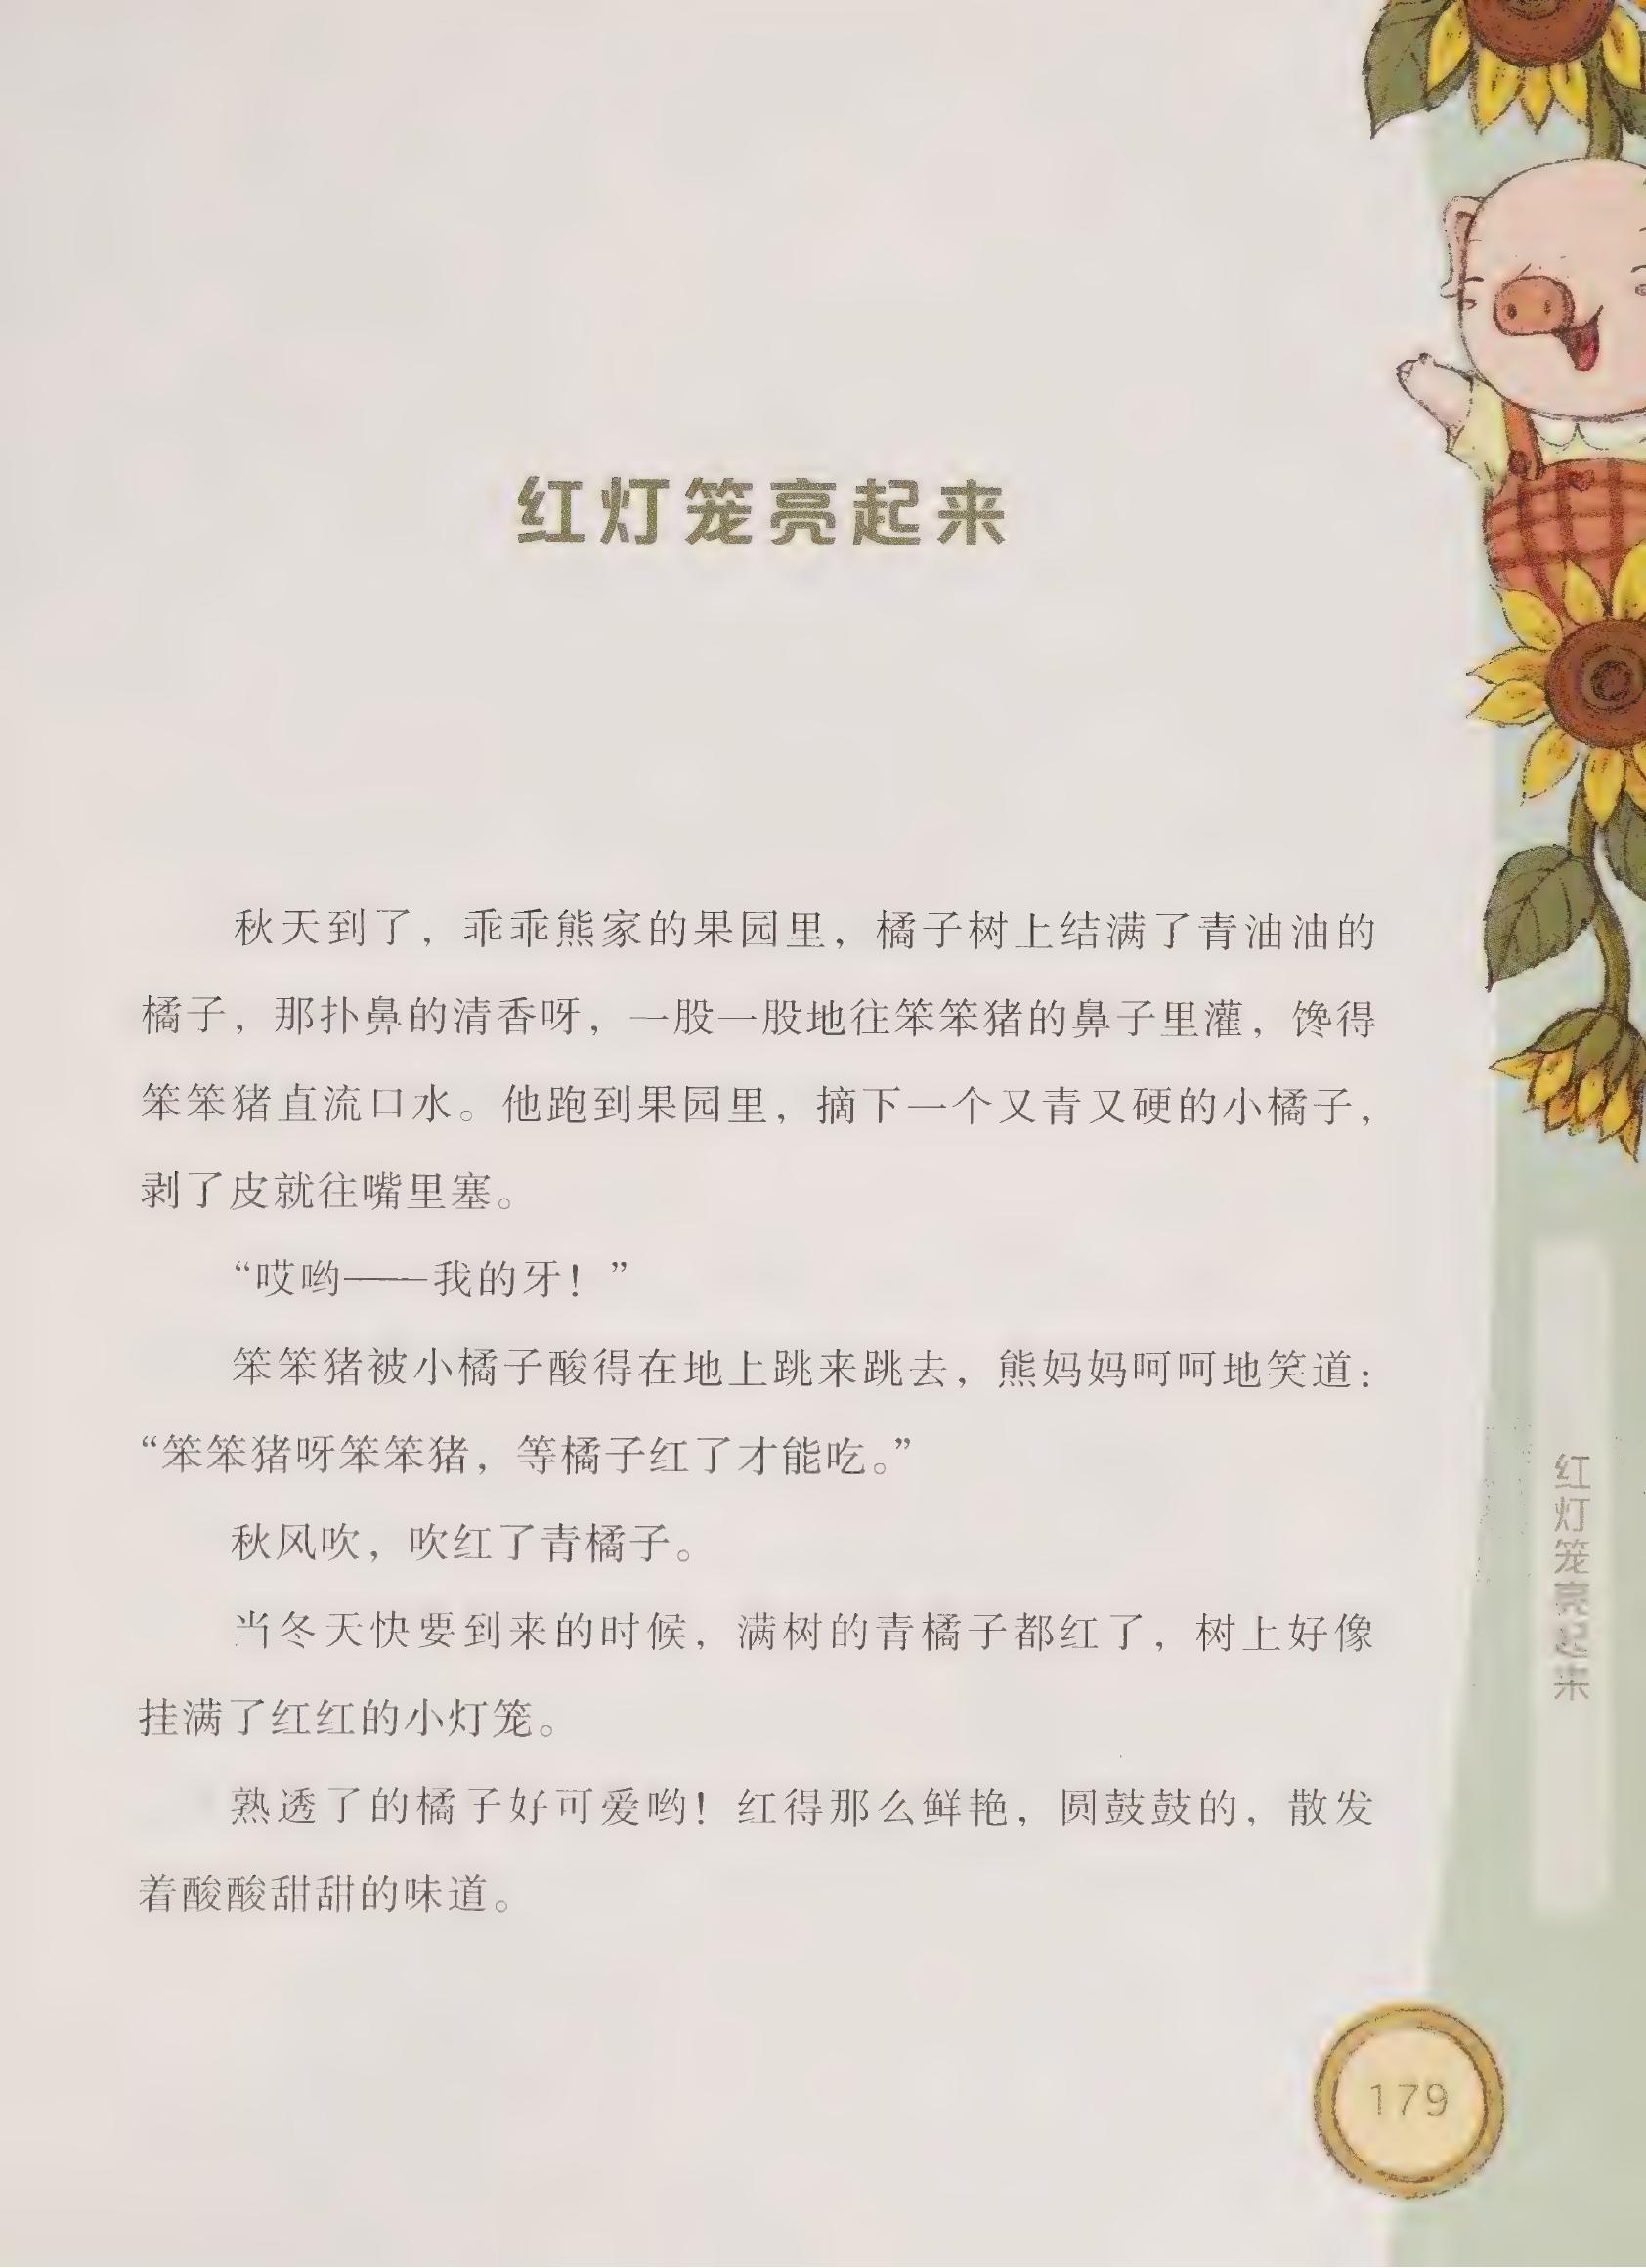 红灯笼亮起来
秋天到了，乖乖熊家的果园里，橘子树上结满了青油油的
橘子，那扑鼻的清香呀，一股一股地往笨笨猪的鼻子里灌，馋得
笨笨猪直流口水。他跑到果园里，摘下一个又青又硬的小橘子，
剥了皮就往嘴里塞。
“哎哟——我的牙！”
笨笨猪被小橘子酸得在地上跳来跳去，熊妈妈呵呵地笑道：
“笨笨猪呀笨笨猪，等橘子红了才能吃。”
秋风吹，吹红了青橘子。
当冬天快要到来的时候，满树的青橘子都红了，树上好像
挂满了红红的小灯笼。
熟透了的橘子好可爱哟！红得那么鲜艳，圆鼓鼓的，散发
着酸酸甜甜的味道。
红灯笼亮起来
179